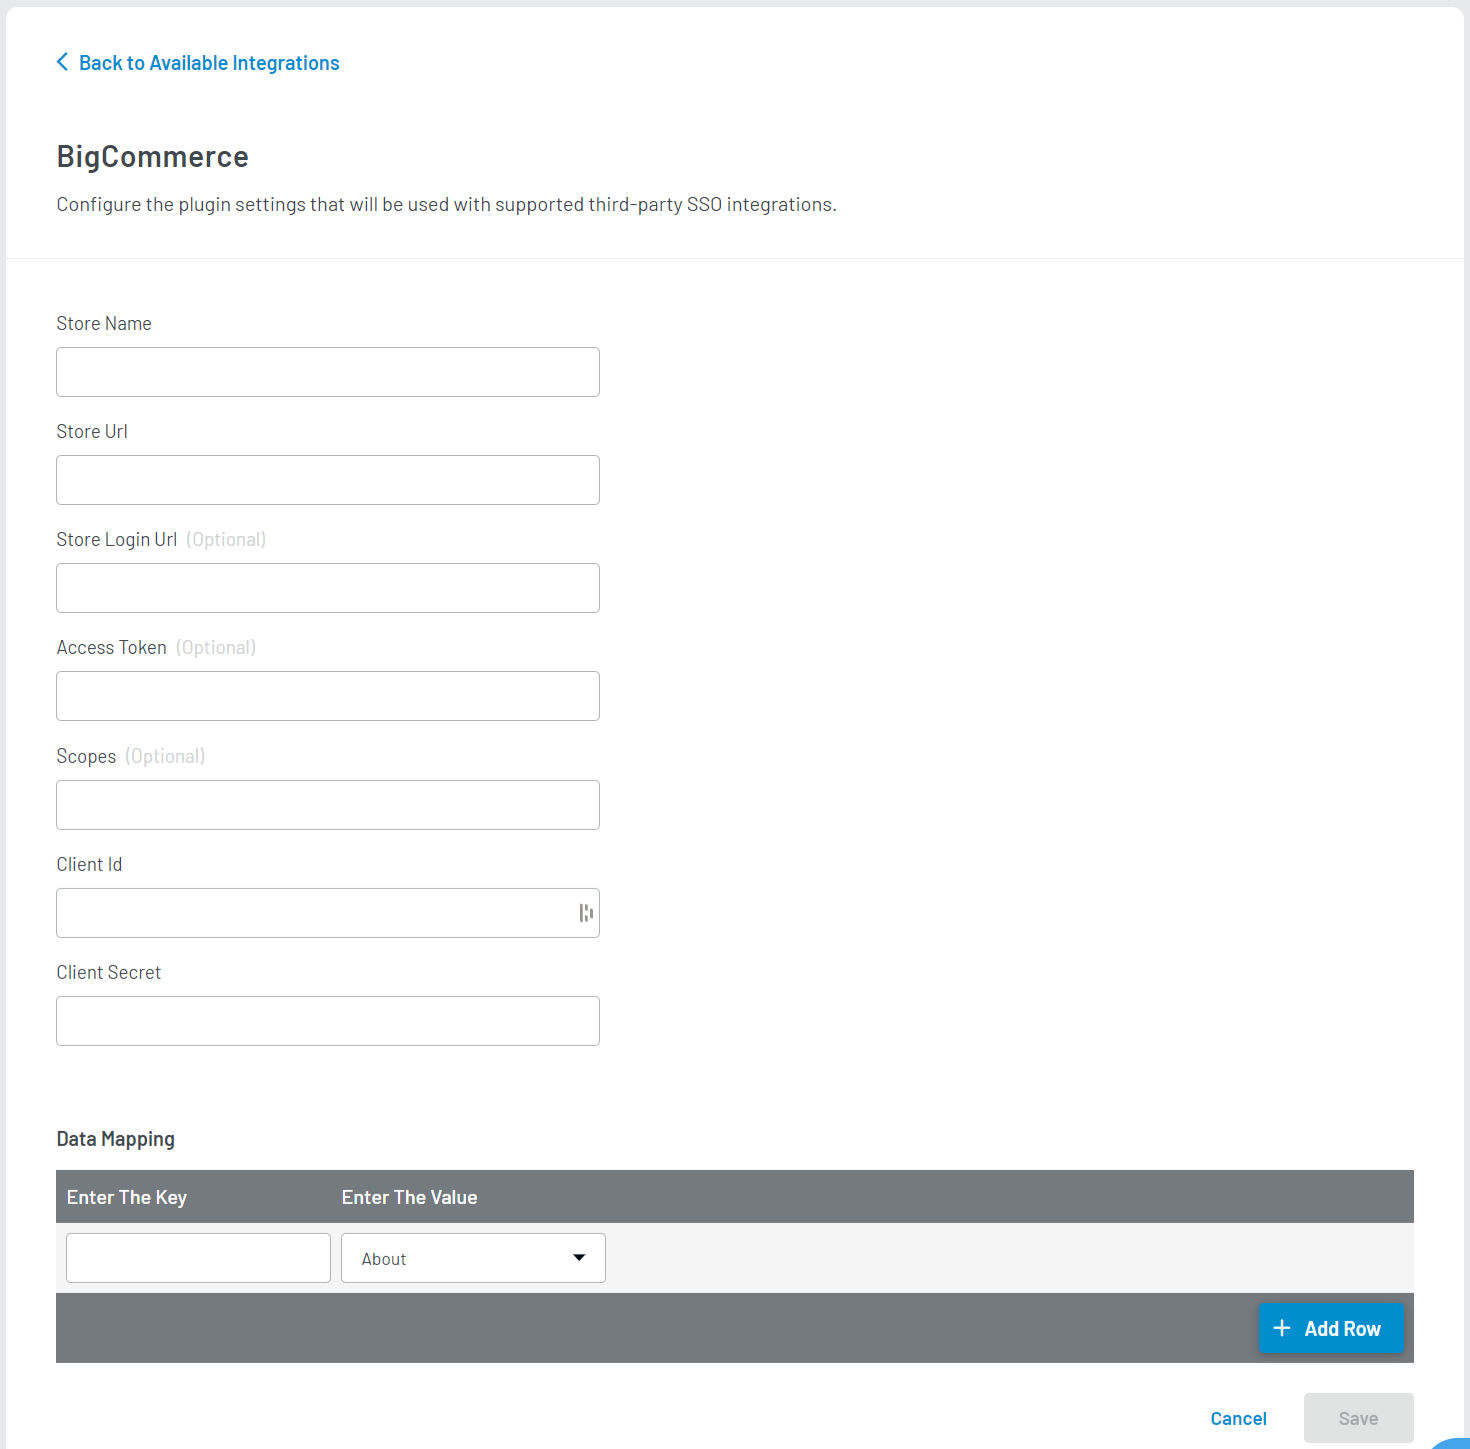 Back to Available Integrations
BigCommerce
Configure the plugin settings that will be used with supported third-party SSO integrations.
Store Name
Store Url
Store Login Url (Optional)
Access Token (Optional)
Scopes (Optional)
Client Id
Client Secret
Data Mapping
Enter The Key Enter The Value
About
+ Add Row
Cancel Save